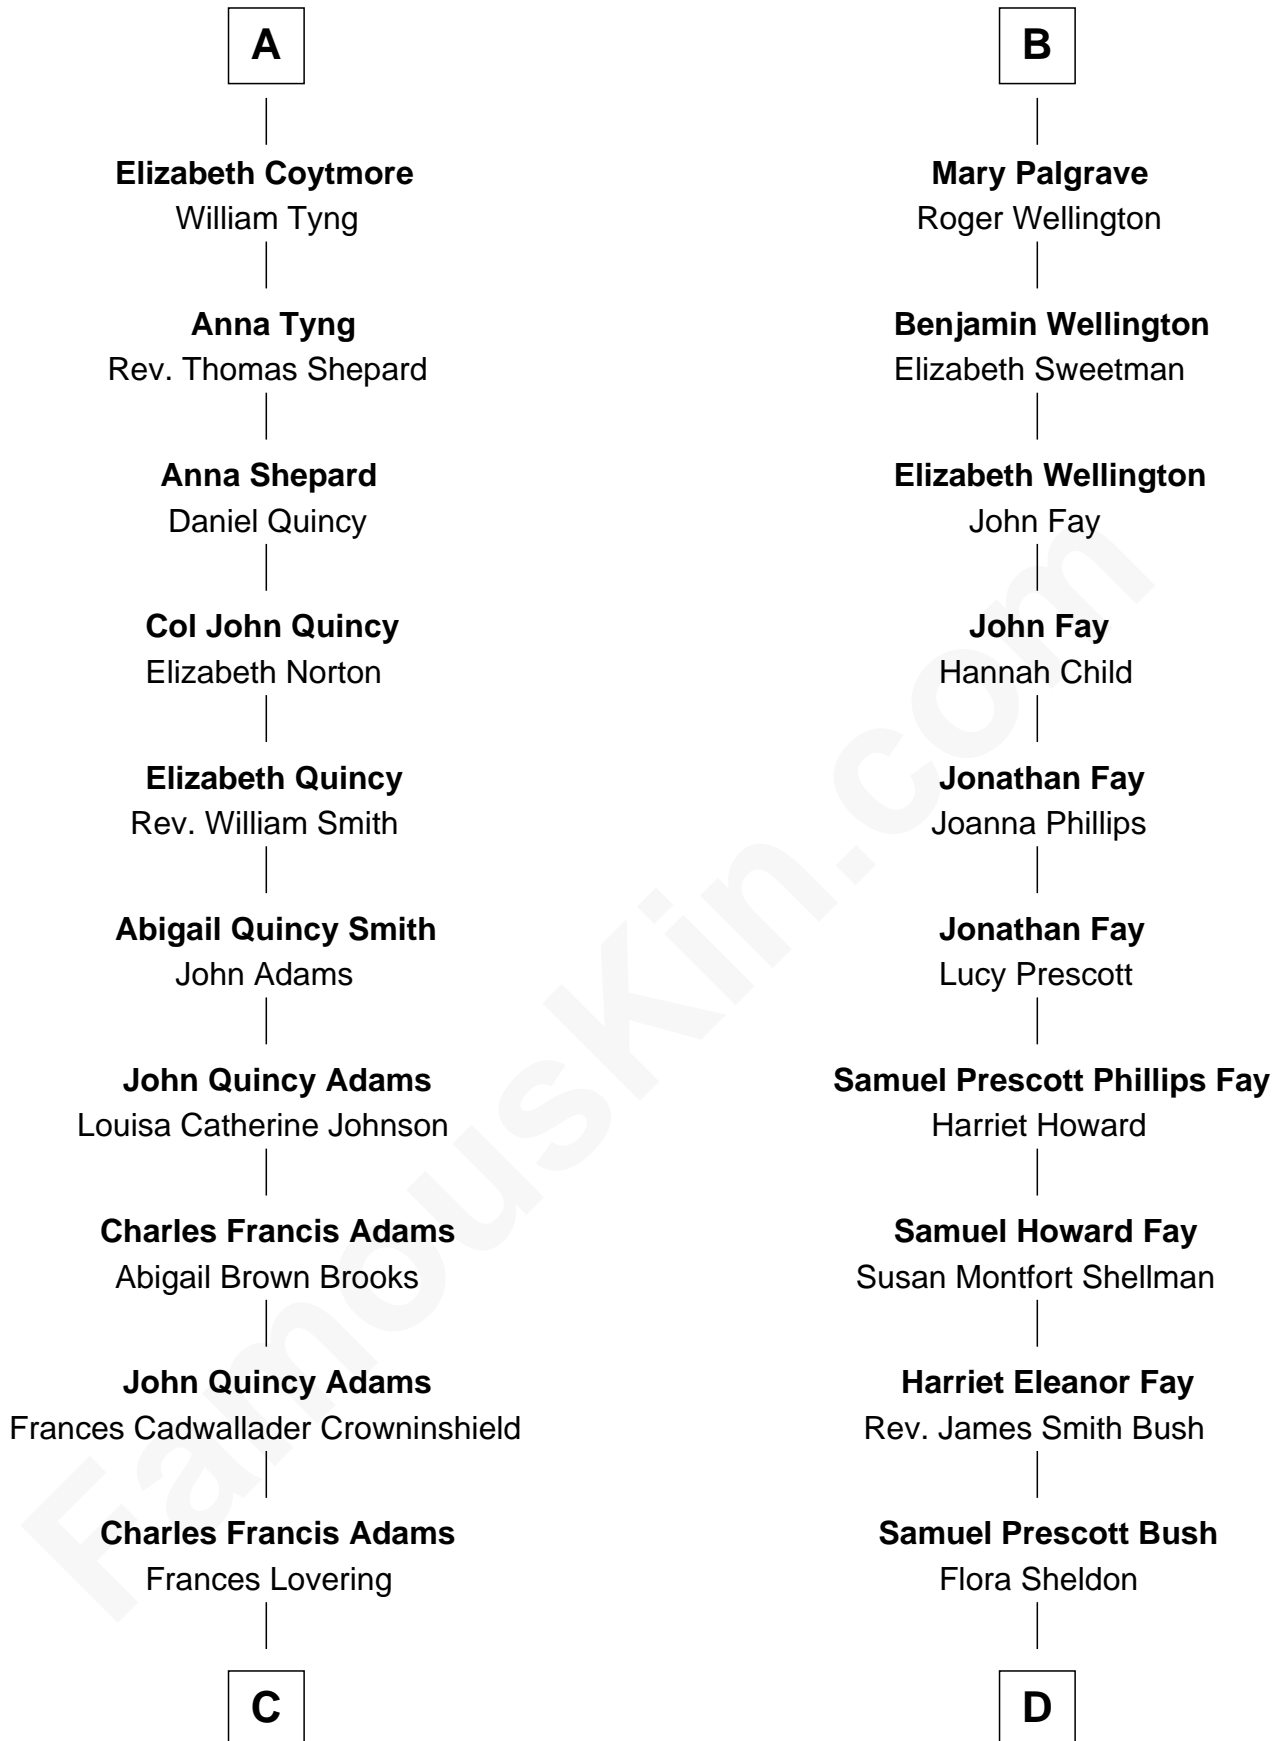 A
Elizabeth Coytmore
William Tyng
Anna Tyng
Rev. Thomas Shepard
Anna Shepard
Daniel Quincy
Col John Quincy
Elizabeth Norton
Elizabeth Quincy
Rev. William Smith
Abigail Quincy Smith
John Adams
John Quincy Adams
Louisa Catherine Johnson
Charles Francis Adams
Abigail Brown Brooks
John Quincy Adams
Frances Cadwallader Crowninshield
Charles Francis Adams
Frances Lovering
C
B
Mary Palgrave
Roger Wellington
Benjamin Wellington
Elizabeth Sweetman
Elizabeth Wellington
John Fay
John Fay
Hannah Child
Jonathan Fay
Joanna Phillips
Jonathan Fay
Lucy Prescott
Samuel Prescott Phillips Fay
Harriet Howard
Samuel Howard Fay
Susan Montfort Shellman
Harriet Eleanor Fay
Rev. James Smith Bush
Samuel Prescott Bush
Flora Sheldon
D
FamousKin.com